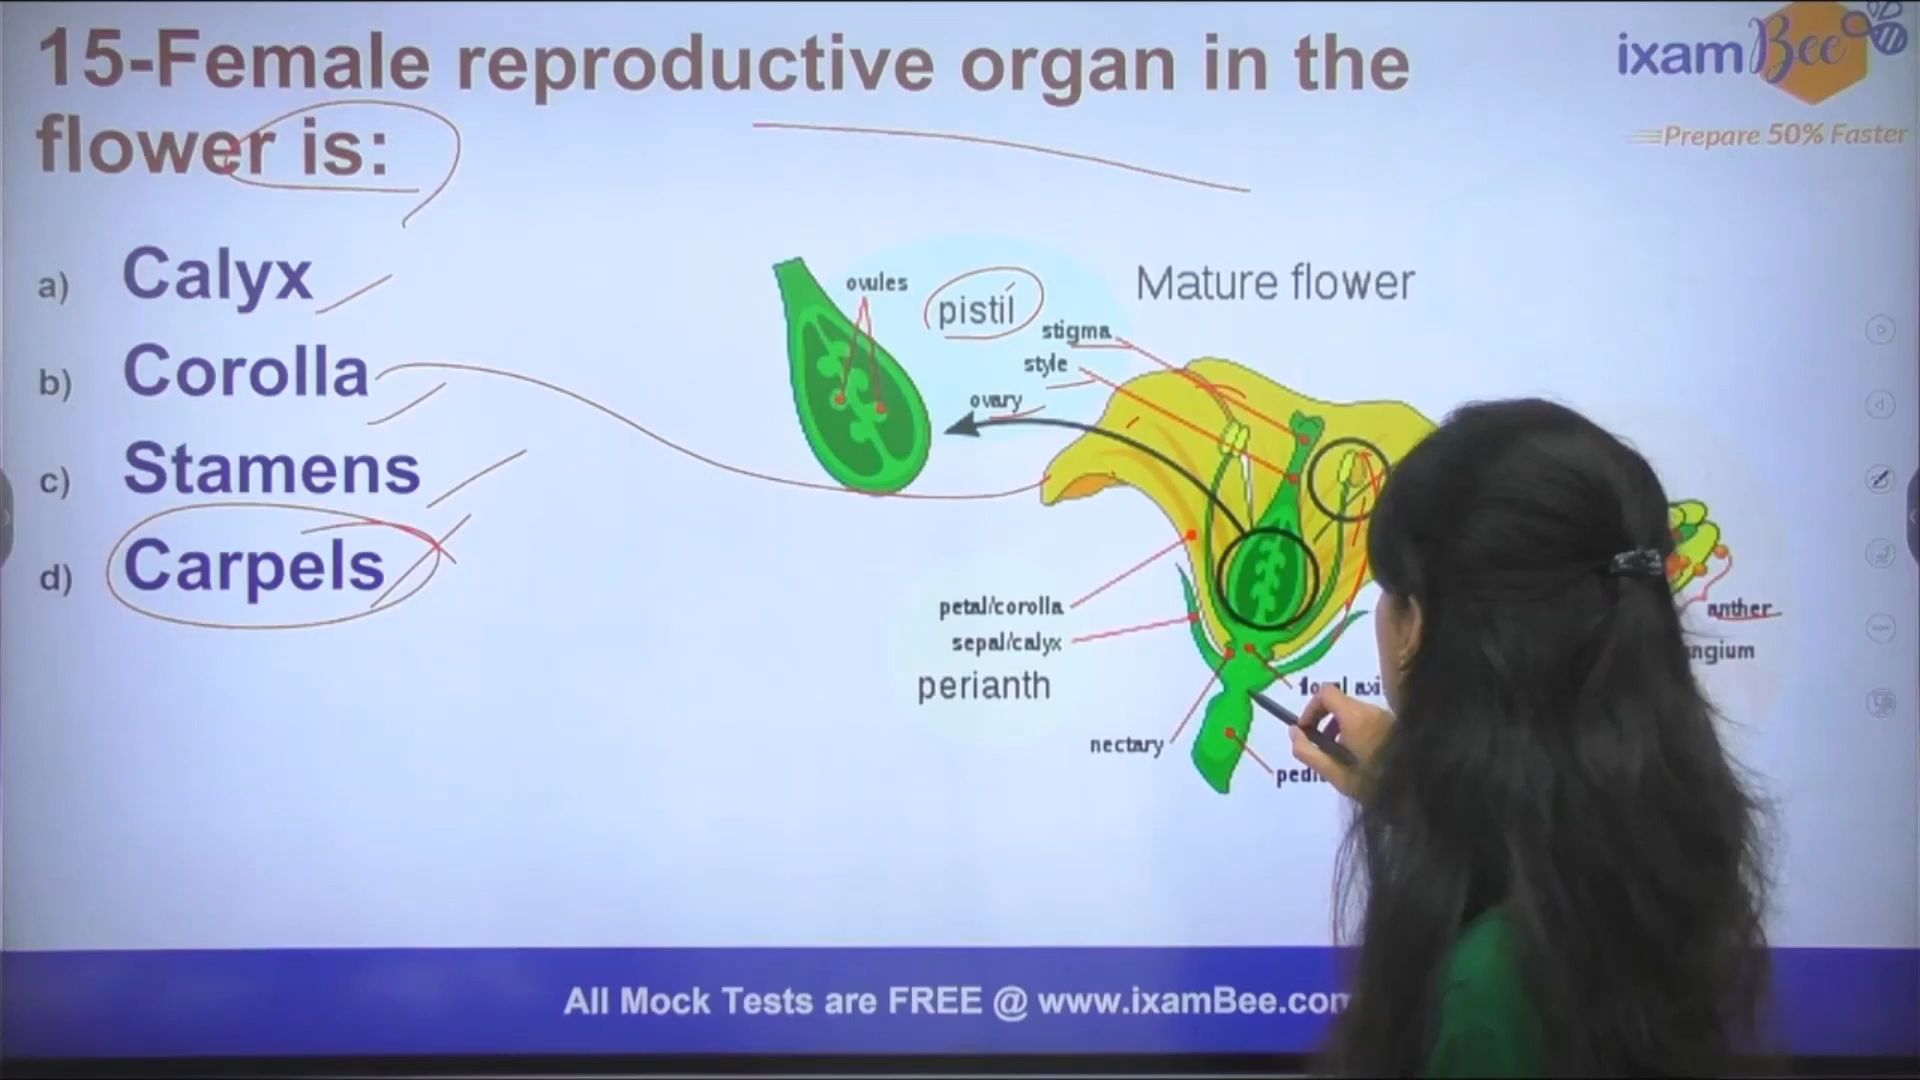 15-Female reproductive organ in the
flower is:
ixamBee
Prepare 50% Faster
a) Calyx
b) Corolla
c) Stamens
d) Carpels
ovules
pistil
Mature flower
stigma
style
ovary
petal/corolla
sepal/calyx
perianth
nectary
anther
All Mock Tests are FREE @ www.ixamBee.com